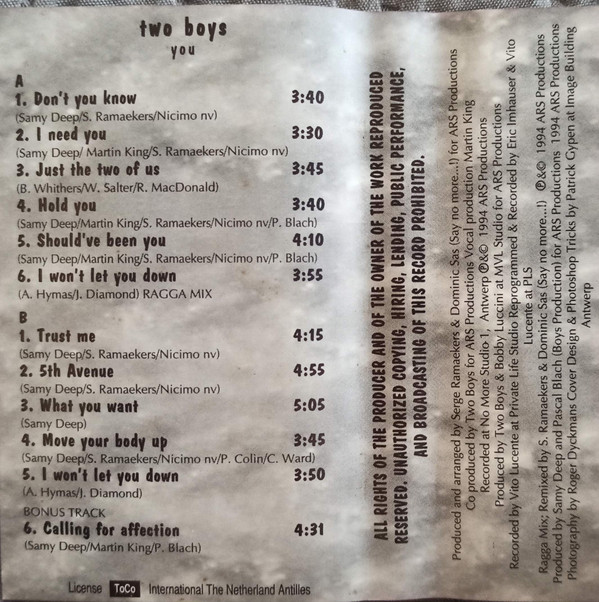 two boys
you
A
1. Don't you know 3:40
(Samy Deep/S. Ramaekers/Nicimo nv)
2. I need you 3:30
(Samy Deep/ Martin King/S. Ramaekers/Nicimo nv)
3. Just the two of us 3:45
(B. Whithers/W. Salter/R. MacDonald)
4. Hold you 3:40
(Samy Deep/Martin King/S. Ramaekers/Nicimo nv/P. Blach)
5. Should've been you 4:10
(Samy Deep/Martin King/S. Ramaekers/Nicimo nv/P. Blach)
6. I won't let you down 3:55
(A. Hymas/J. Diamond) RAGGA MIX
B
1. Trust me 4:15
(Samy Deep/S. Ramaekers/Nicimo nv)
2. 5th Avenue 4:55
(Samy Deep/S. Ramaekers/Nicimo nv)
3. What you want 5:05
(Samy Deep)
4. Move your body up 3:45
(Samy Deep/S. Ramaekers/Nicimo nv/P. Colin/C. Ward)
5. I won't let you down 3:50
(A. Hymas/J. Diamond)
BONUS TRACK
6. Calling for affection 4:31
(Samy Deep/Martin King/P. Blach)
License ToCo International The Netherland Antilles
ALL RIGHTS OF THE PRODUCER AND OF THE OWNER OF THE WORK REPRODUCED
RESERVED. UNAUTHORIZED COPYING, HIRING, LENDING, PUBLIC PERFORMANCE,
AND BROADCASTING OF THIS RECORD PROHIBITED.
Produced and arranged by Serge Ramaekers & Dominic Sas (Say no more...!) for ARS Productions
Co produced by Two Boys for ARS Productions Vocal production Martin King
Recorded at No More Studio 1, Antwerp ℗&© 1994 ARS Productions
Produced by Two Boys & Bobby Luccini at MVL Studio for ARS Productions
Recorded by Vito Lucente at Private Life Studio Reprogrammed & Recorded by Eric Imhauser & Vito
Lucente at PLS
Ragga Mix; Remixed by S. Ramaekers & Dominic Sas (Say no more...!) ℗&© 1994 ARS Productions
Produced by Samy Deep and Pascal Blach (Boys Production) for ARS Productions 1994 ARS Productions
Photography by Roger Dyckmans Cover Design & Photoshop Tricks by Patrick Gypen at Image Building
Antwerp